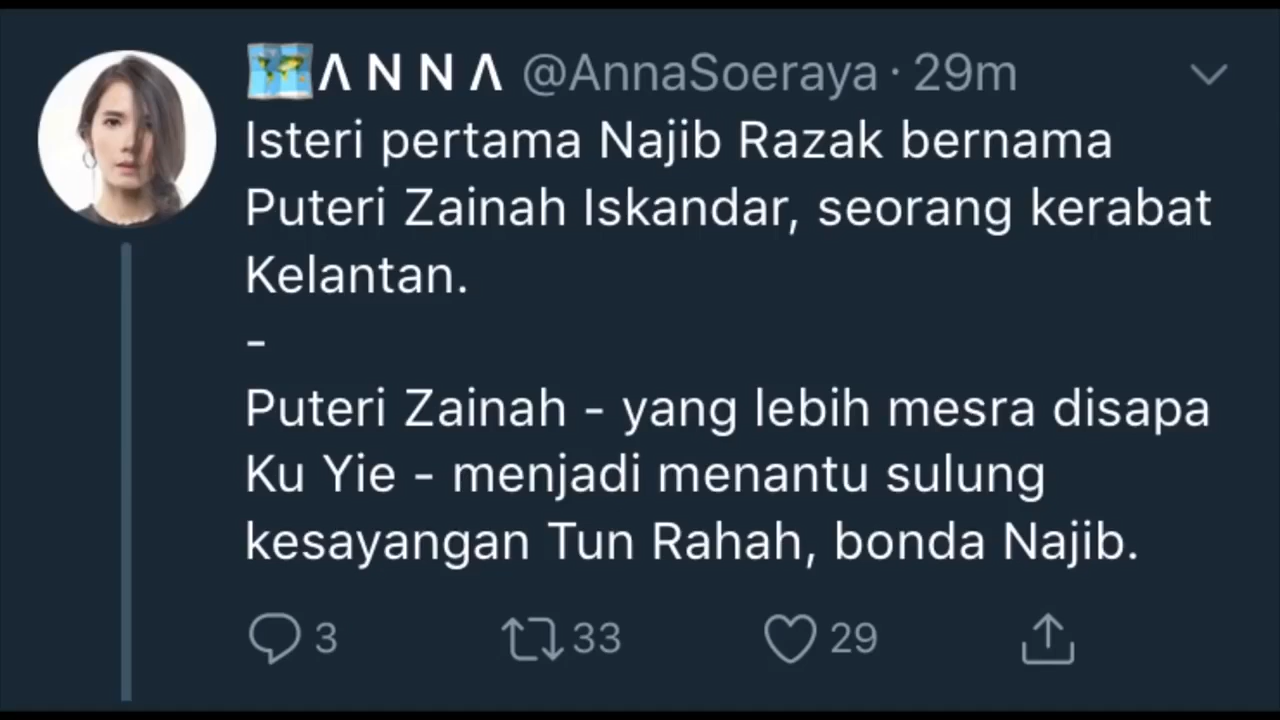 🗺️Λ N N Λ @AnnaSoeraya · 29m
Isteri pertama Najib Razak bernama
Puteri Zainah Iskandar, seorang kerabat
Kelantan.
-
Puteri Zainah - yang lebih mesra disapa
Ku Yie - menjadi menantu sulung
kesayangan Tun Rahah, bonda Najib.
3 33 29